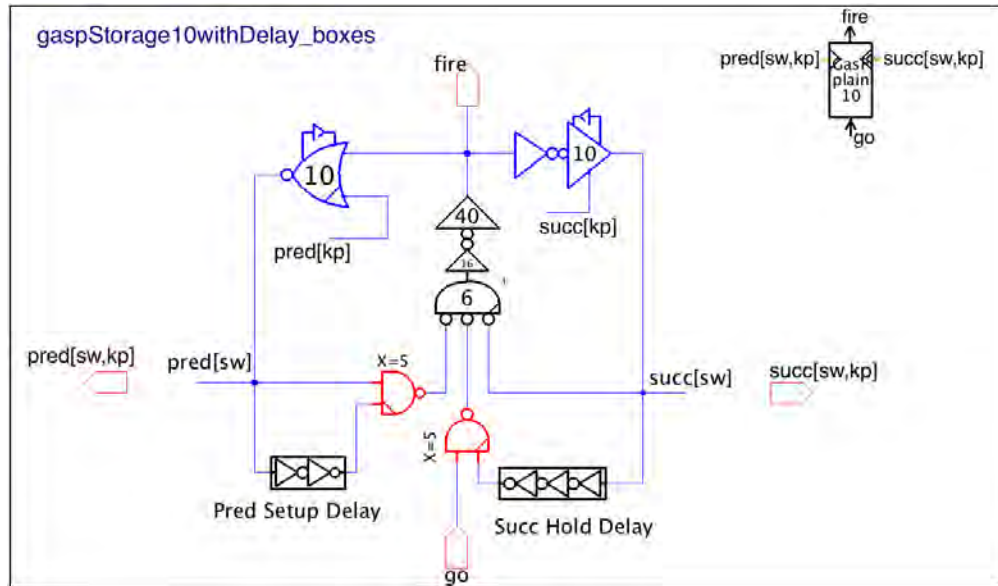 gaspStorage10withDelay_boxes
fire
pred[sw,kp]
succ[sw,kp]
GasP
plain
10
go
fire
10
10
pred[kp]
succ[kp]
40
16
6
pred[sw,kp]
pred[sw]
X=5
succ[sw]
succ[sw,kp]
X=5
Pred Setup Delay
Succ Hold Delay
go